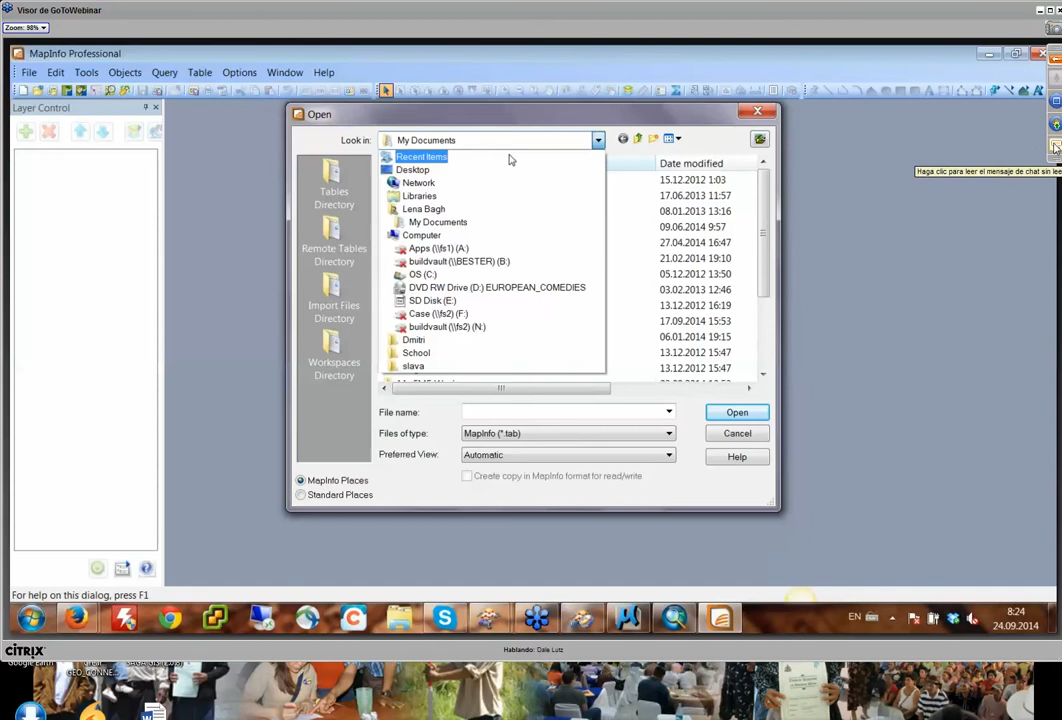 Visor de GoToWebinar
Zoom: 98%
MapInfo Professional
File Edit Tools Objects Query Table Options Window Help
Layer Control
Open
Look in: My Documents
Recent Items
Desktop
Network
Libraries
Lena Bagh
My Documents
Computer
Apps (\\fs1) (A:)
buildvault (\\BESTER) (B:)
OS (C:)
DVD RW Drive (D:) EUROPEAN_COMEDIES
SD Disk (E:)
Case (\\fs2) (F:)
buildvault (\\fs2) (N:)
Dmitri
School
slava
Tables
Directory
Remote Tables
Directory
Import Files
Directory
Workspaces
Directory
Date modified
15.12.2012 1:03
17.06.2013 11:57
08.01.2013 13:16
09.06.2014 9:57
27.04.2014 16:47
21.02.2014 19:10
05.12.2012 13:50
03.02.2013 12:46
13.12.2012 16:19
17.09.2014 15:53
06.01.2014 19:15
13.12.2012 15:47
13.12.2012 15:47
File name:
Open
Files of type: MapInfo (*.tab)
Cancel
Preferred View: Automatic
Help
Create copy in MapInfo format for read/write
MapInfo Places
Standard Places
Haga clic para leer el mensaje de chat sin lee
For help on this dialog, press F1
EN
8:24
24.09.2014
CITRIX
Hablando: Dale Lutz
Google Earth
GEO_CONNE...